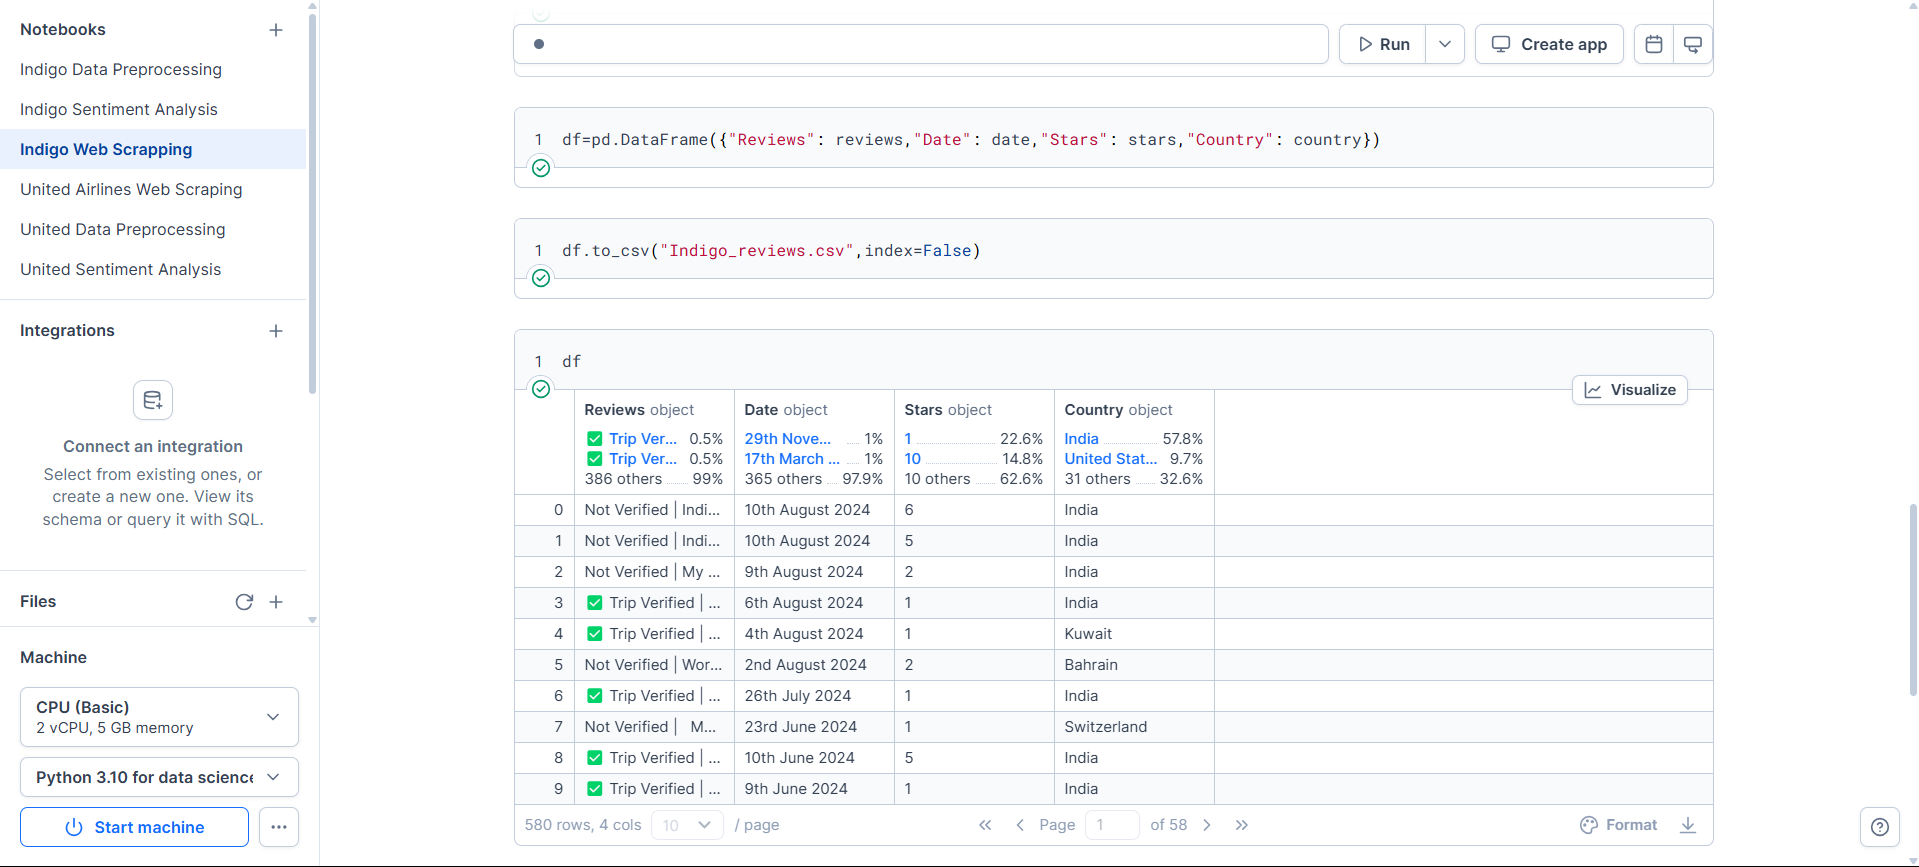 Notebooks
Indigo Data Preprocessing
Indigo Sentiment Analysis
Indigo Web Scrapping
United Airlines Web Scraping
United Data Preprocessing
United Sentiment Analysis
Integrations
Connect an integration
Select from existing ones, or
create a new one. View its
schema or query it with SQL.
Files
Machine
CPU (Basic)
2 vCPU, 5 GB memory
Python 3.10 for data science
Start machine
Run
Create app
1 df=pd.DataFrame({"Reviews": reviews,"Date": date,"Stars": stars,"Country": country})
1 df.to_csv("Indigo_reviews.csv",index=False)
1 df
Visualize
Reviews object Date object Stars object Country object
Trip Ver... 0.5% 29th Nove... 1% 1 22.6% India 57.8%
Trip Ver... 0.5% 17th March ... 1% 10 14.8% United Stat... 9.7%
386 others 99% 365 others 97.9% 10 others 62.6% 31 others 32.6%
0 Not Verified | Indi... 10th August 2024 6 India
1 Not Verified | Indi... 10th August 2024 5 India
2 Not Verified | My ... 9th August 2024 2 India
3 ✅ Trip Verified | ... 6th August 2024 1 India
4 ✅ Trip Verified | ... 4th August 2024 1 Kuwait
5 Not Verified | Wor... 2nd August 2024 2 Bahrain
6 ✅ Trip Verified | ... 26th July 2024 1 India
7 Not Verified | M... 23rd June 2024 1 Switzerland
8 ✅ Trip Verified | ... 10th June 2024 5 India
9 ✅ Trip Verified | ... 9th June 2024 1 India
580 rows, 4 cols 10 / page « ‹ Page 1 of 58 › » Format